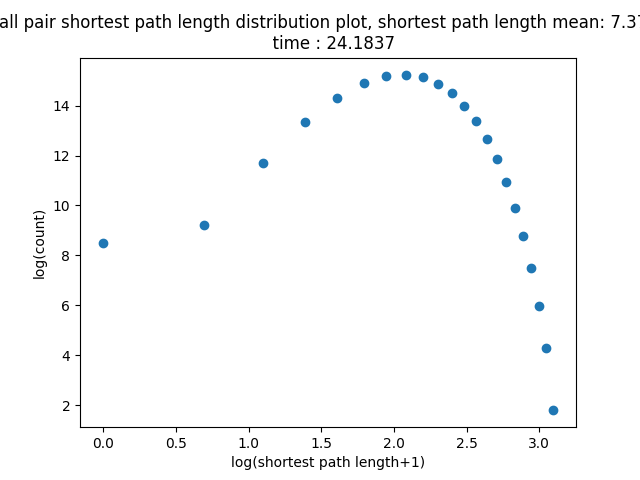 all pair shortest path length distribution plot, shortest path length mean: 7.37
time : 24.1837
14
12
10
8
6
4
2
log(count)
0.0 0.5 1.0 1.5 2.0 2.5 3.0
log(shortest path length+1)